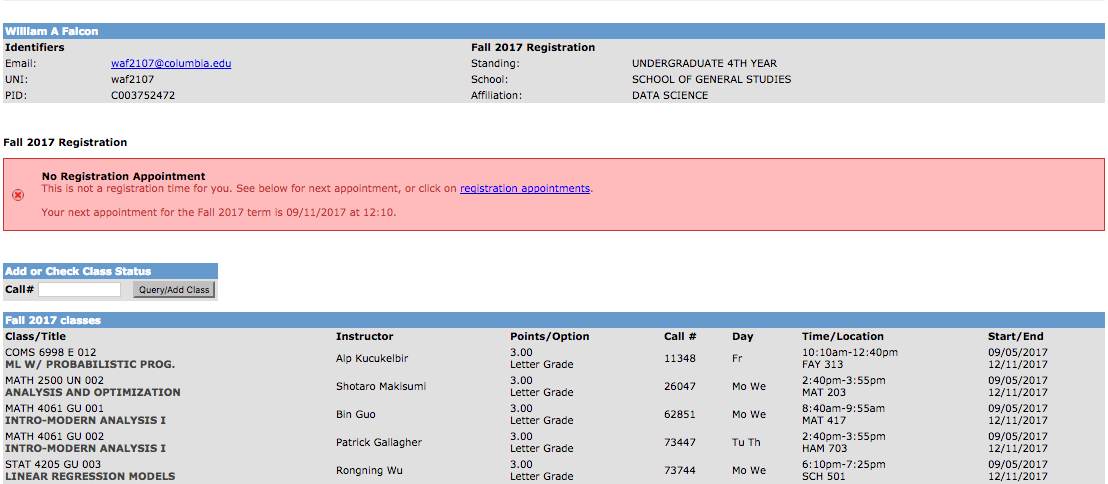 William A Falcon
Identifiers Fall 2017 Registration
Email: waf2107@columbia.edu Standing: UNDERGRADUATE 4TH YEAR
UNI: waf2107 School: SCHOOL OF GENERAL STUDIES
PID: C003752472 Affiliation: DATA SCIENCE
Fall 2017 Registration
No Registration Appointment
This is not a registration time for you. See below for next appointment, or click on registration appointments.
Your next appointment for the Fall 2017 term is 09/11/2017 at 12:10.
Add or Check Class Status
Call# Query/Add Class
Fall 2017 classes
Class/Title Instructor Points/Option Call # Day Time/Location Start/End
COMS 6998 E 012 3.00 10:10am-12:40pm 09/05/2017
Alp Kucukelbir 11348 Fr
ML W/ PROBABILISTIC PROG. Letter Grade FAY 313 12/11/2017
MATH 2500 UN 002 3.00 2:40pm-3:55pm 09/05/2017
Shotaro Makisumi 26047 Mo We
ANALYSIS AND OPTIMIZATION Letter Grade MAT 203 12/11/2017
MATH 4061 GU 001 3.00 8:40am-9:55am 09/05/2017
Bin Guo 62851 Mo We
INTRO-MODERN ANALYSIS I Letter Grade MAT 417 12/11/2017
MATH 4061 GU 002 3.00 2:40pm-3:55pm 09/05/2017
Patrick Gallagher 73447 Tu Th
INTRO-MODERN ANALYSIS I Letter Grade HAM 703 12/11/2017
STAT 4205 GU 003 3.00 6:10pm-7:25pm 09/05/2017
Rongning Wu 73744 Mo We
LINEAR REGRESSION MODELS Letter Grade SCH 501 12/11/2017